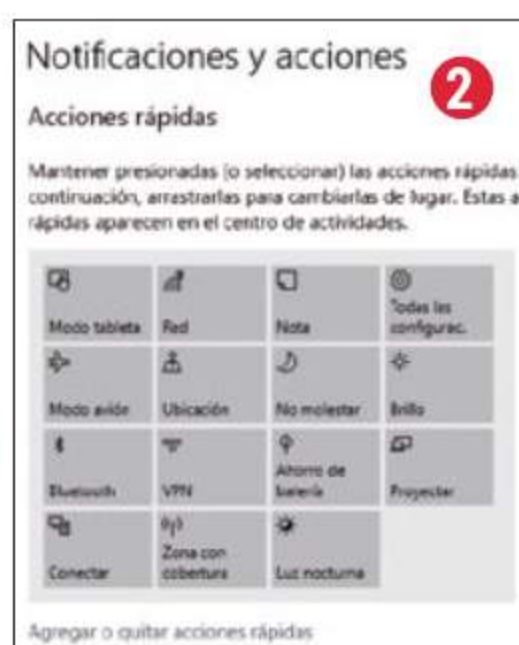 Notificaciones y acciones
2
Acciones rápidas
Mantener presionadas (o seleccionar) las acciones rápidas
continuación, arrastrarlas para cambiarlas de lugar. Estas a
rápidas aparecen en el centro de actividades.
Modo tableta Red Nota Todas las configurac.
Modo avión Ubicación No molestar Brillo
Bluetooth VPN Ahorro de batería Proyectar
Conectar Zona con cobertura Luz nocturna
Agregar o quitar acciones rápidas